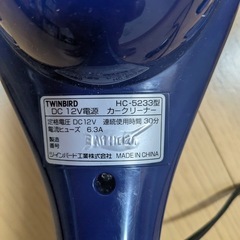 TWINBIRD HC-5233型
DC 12V電源 カークリーナー
定格電圧 DC12V 連続使用時間 30分
電流ヒューズ 6.3A
製造
番号
ツインバード工業株式会社 MADE IN CHINA